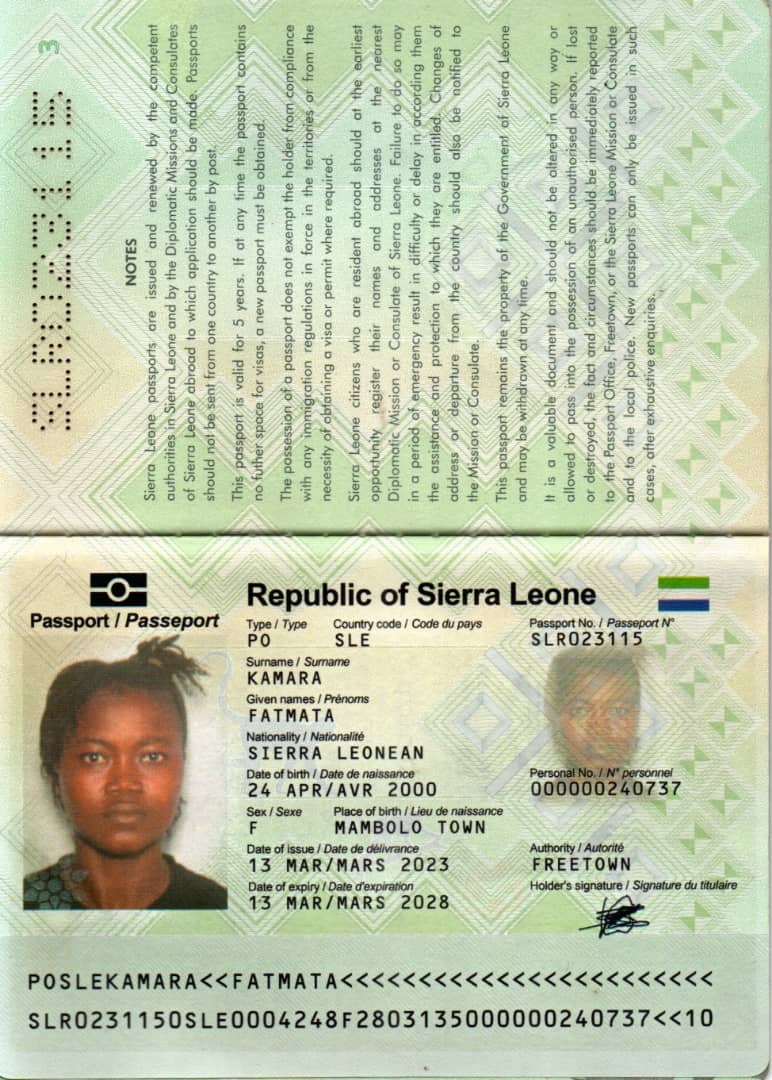 3
SLR023115
NOTES
Sierra Leone passports are issued and renewed by the competent
authorities in Sierra Leone and by the Diplomatic Missions and Consulates
of Sierra Leone abroad to which application should be made. Passports
should not be sent from one country to another by post.
This passport is valid for 5 years. If at any time the passport contains
no futher space for visas, a new passport must be obtained.
The possession of a passport does not exempt the holder from compliance
with any immigration regulations in force in the territories or from the
necessity of obtaining a visa or permit where required.
Sierra Leone citizens who are resident abroad should at the earliest
opportunity register their names and addresses at the nearest
Diplomatic Mission or Consulate of Sierra Leone. Failure to do so may
in a period of emergency result in difficulty or delay in according them
the assistance and protection to which they are entitled. Changes of
address or departure from the country should also be notified to
the Mission or Consulate.
This passport remains the property of the Government of Sierra Leone
and may be withdrawn at any time.
It is a valuable document and should not be altered in any way or
allowed to pass into the possession of an unauthorised person. If lost
or destroyed, the fact and circumstances should be immediately reported
to the Passport Office, Freetown, or the Sierra Leone Mission or Consulate
and to the local police. New passports can only be issued in such
cases, after exhaustive enquiries.
Republic of Sierra Leone
Passport / Passeport
Type / Type Country code / Code du pays Passport No. / Passeport N°
PO SLE SLR023115
Surname / Surname
KAMARA
Given names / Prénoms
FATMATA
Nationality / Nationalité
SIERRA LEONEAN
Date of birth / Date de naissance Personal No. / N° personnel
24 APR/AVR 2000 000000240737
Sex / Sexe Place of birth / Lieu de naissance
F MAMBOLO TOWN
Date of issue / Date de délivrance Authority / Autorité
13 MAR/MARS 2023 FREETOWN
Date of expiry / Date d'expiration Holder's signature / Signature du titulaire
13 MAR/MARS 2028
POSLEKAMARA<<FATMATA<<<<<<<<<<<<<<<<<<<<<<<<
SLR0231150SLE0004248F2803135000000240737<<10